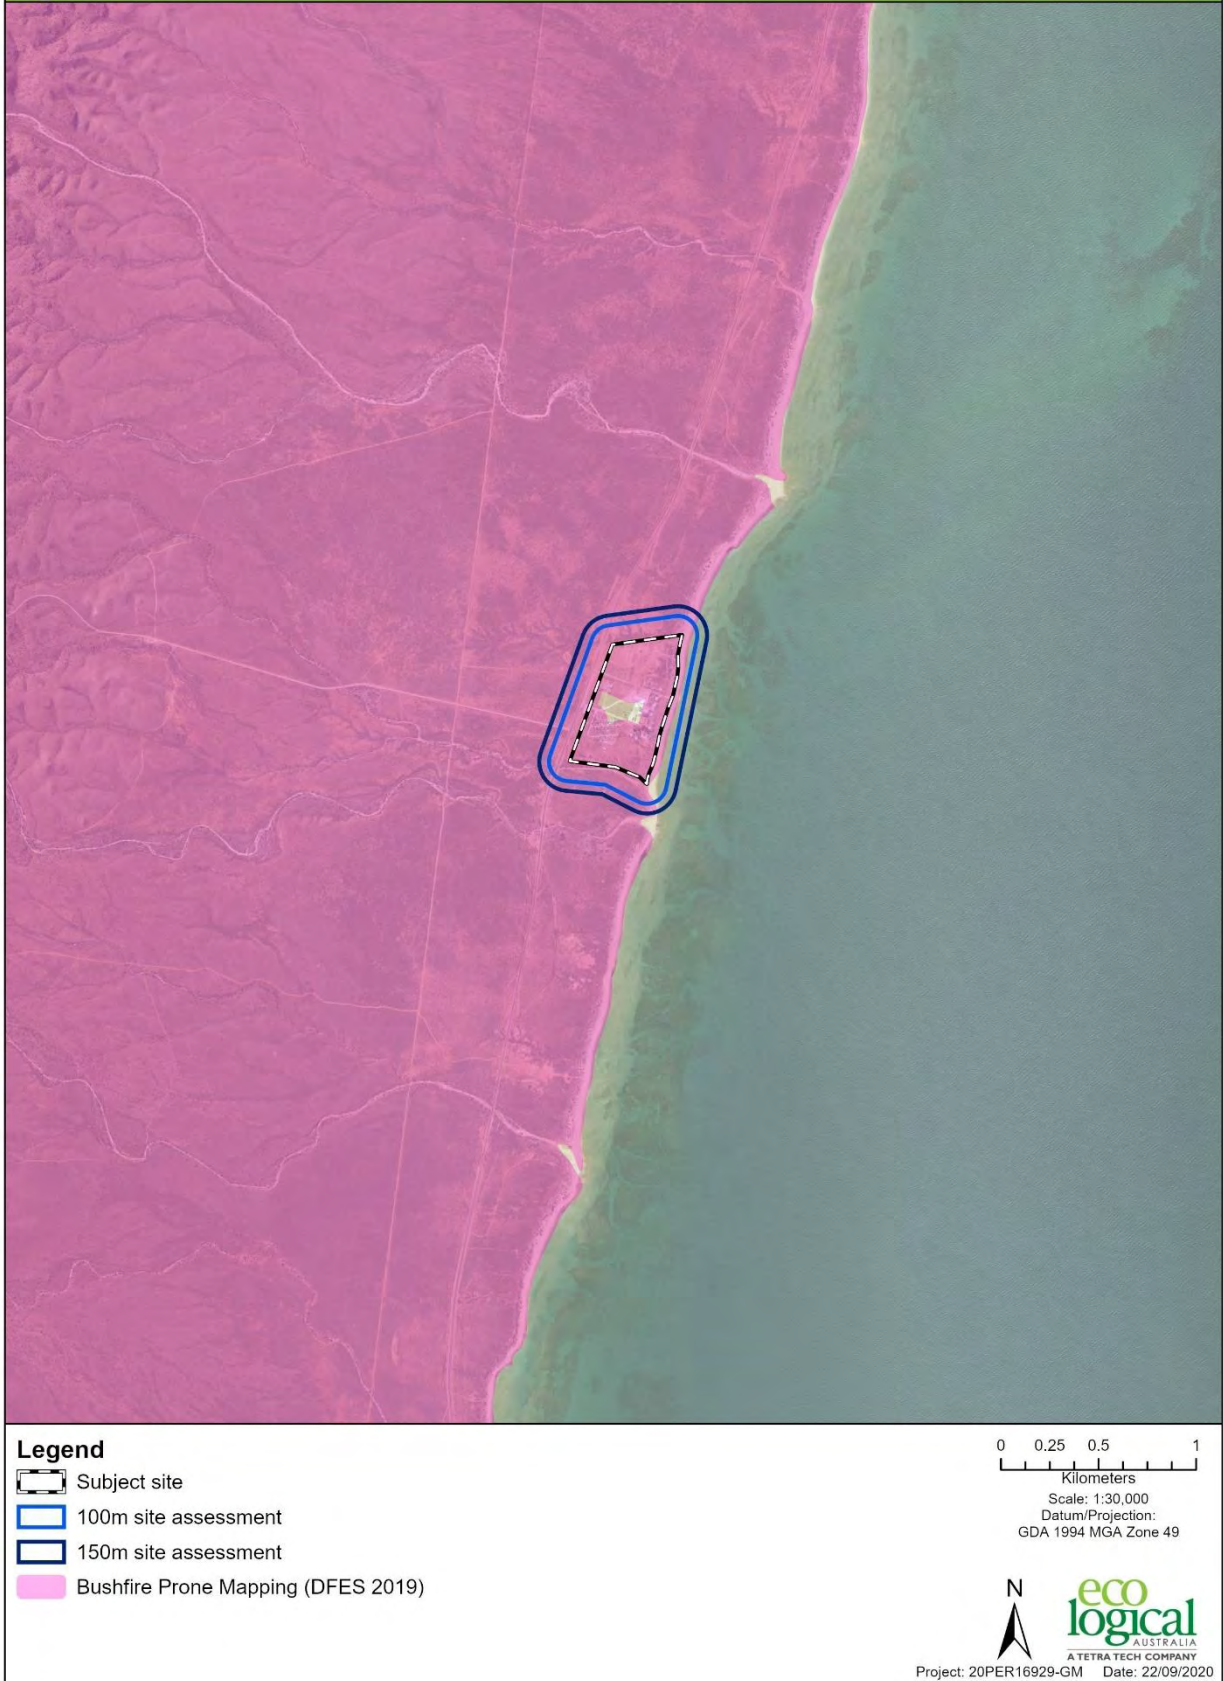 Legend
Subject site
100m site assessment
150m site assessment
Bushfire Prone Mapping (DFES 2019)
0 0.25 0.5 1
Kilometers
Scale: 1:30,000
Datum/Projection:
GDA 1994 MGA Zone 49
N
eco
logical
AUSTRALIA
A TETRA TECH COMPANY
Project: 20PER16929-GM Date: 22/09/2020